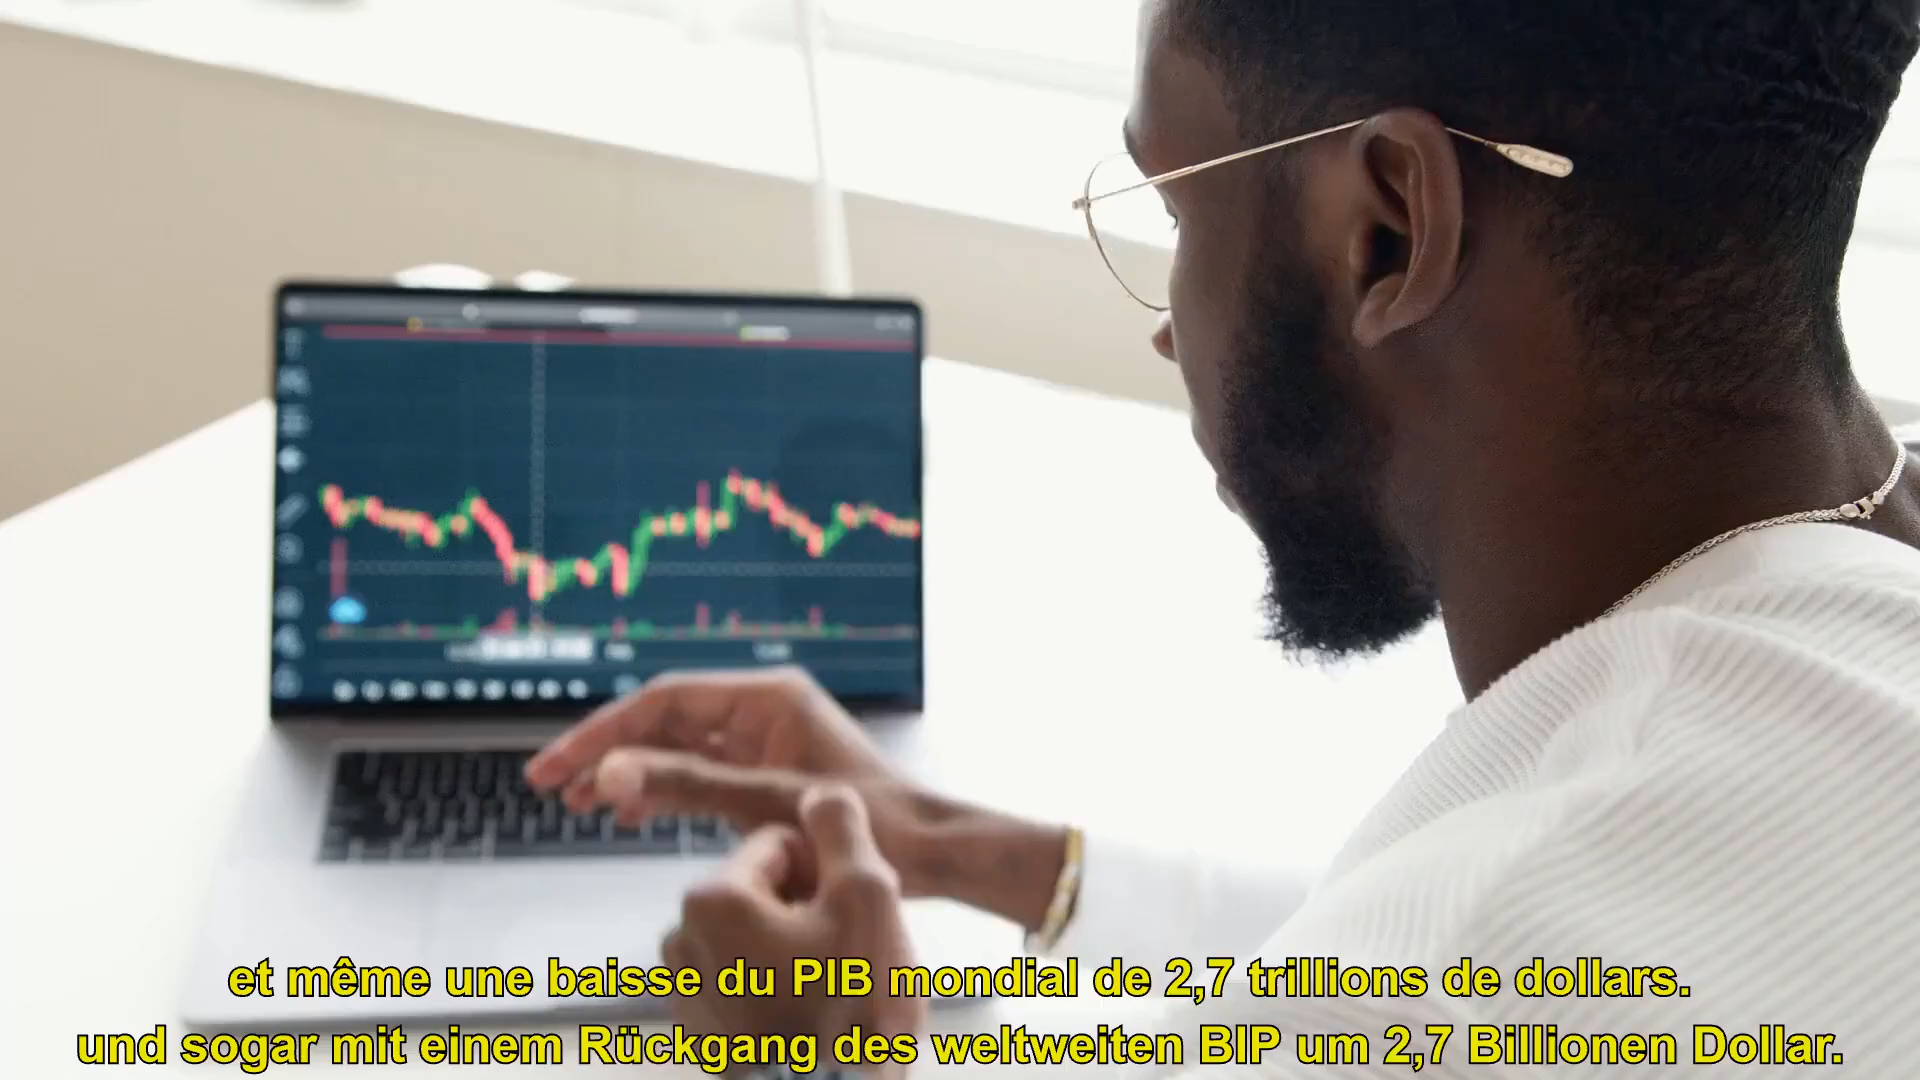 et même une baisse du PIB mondial de 2,7 trillions de dollars.
und sogar mit einem Rückgang des weltweiten BIP um 2,7 Billionen Dollar.